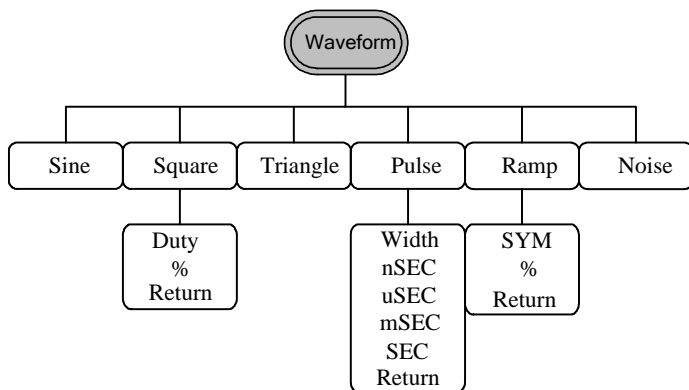 Waveform
Sine
Square
Triangle
Pulse
Ramp
Noise
Duty
%
Return
Width
nSEC
uSEC
mSEC
SEC
Return
SYM
%
Return